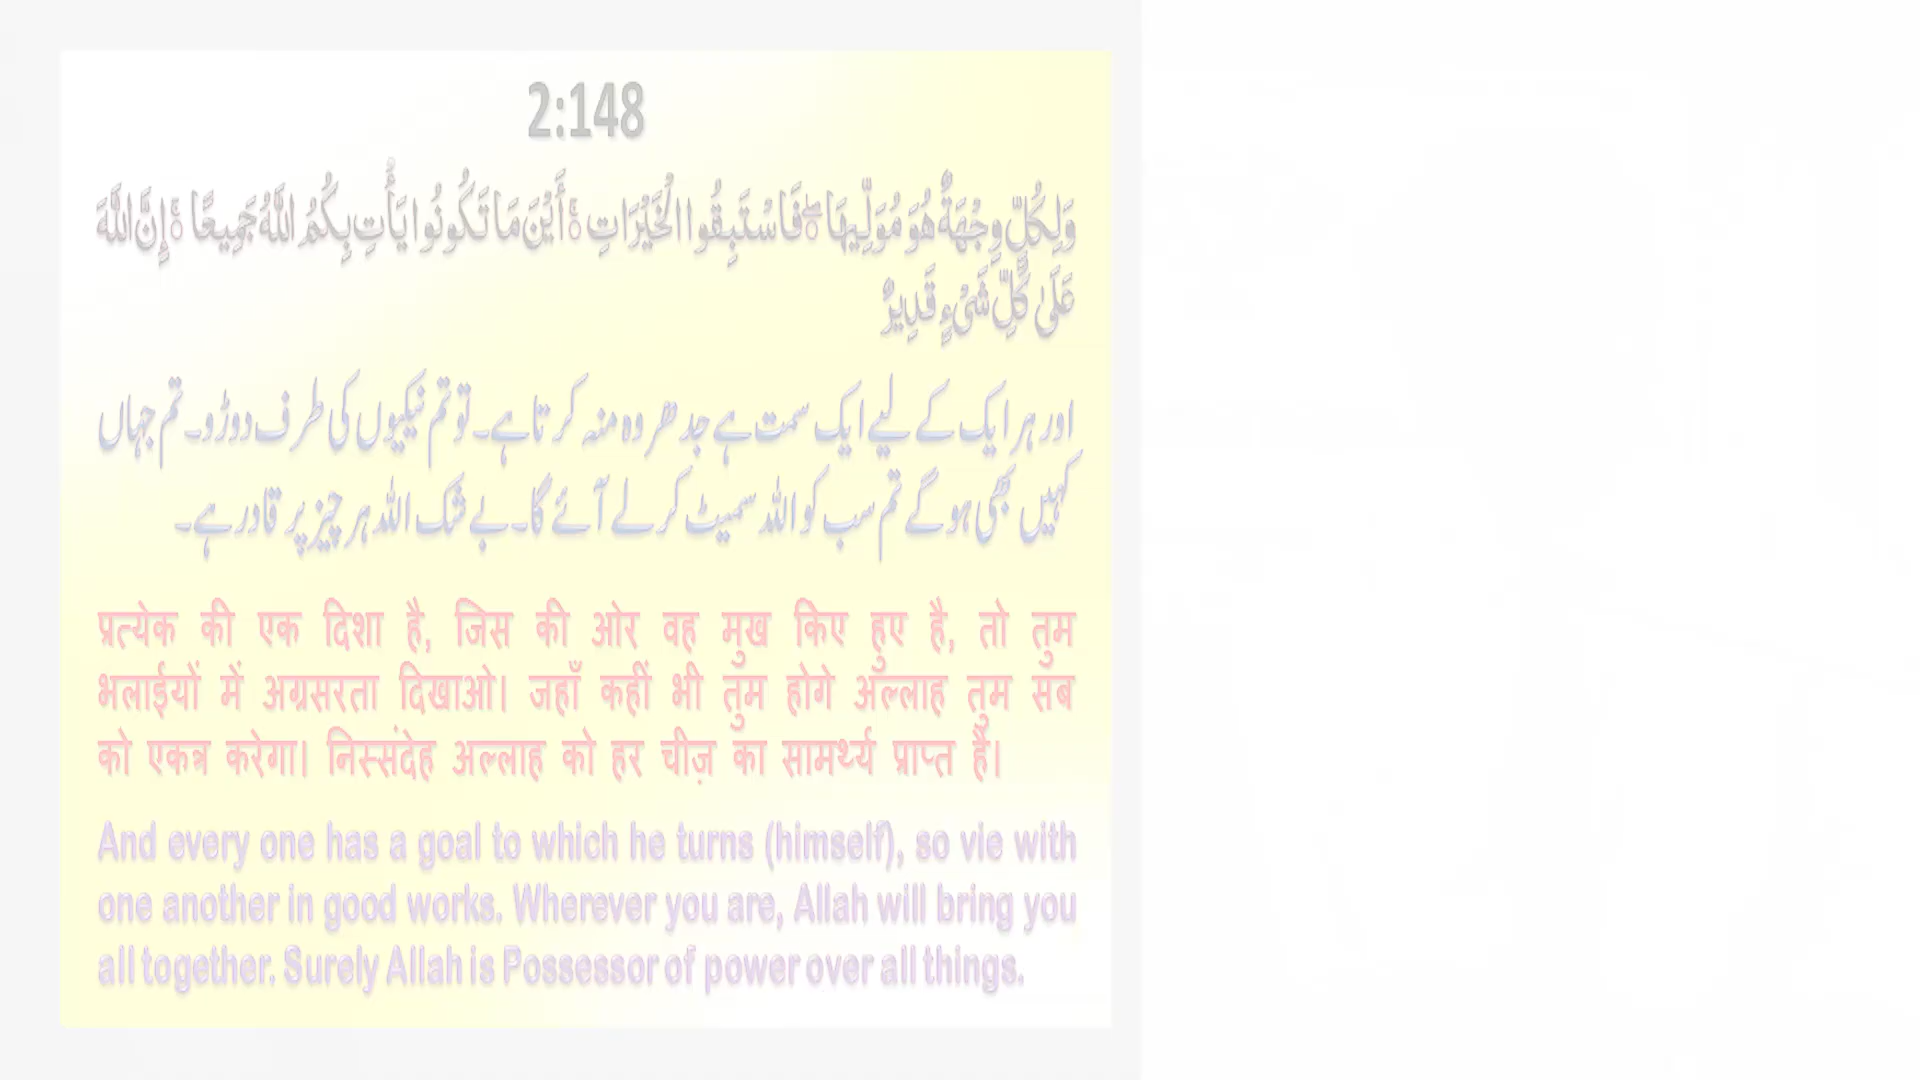 2:148
وَلِكُلٍّ وِجْهَةٌ هُوَ مُوَلِّيهَا ۖ فَاسْتَبِقُوا الْخَيْرَاتِ ۚ أَيْنَ مَا تَكُونُوا يَأْتِ بِكُمُ اللَّهُ جَمِيعًا ۚ إِنَّ اللَّهَ
عَلَىٰ كُلِّ شَيْءٍ قَدِيرٌ
اور ہر ایک کے لیے ایک سمت ہے جدھر وہ منہ کرتا ہے۔ تو تم نیکیوں کی طرف دوڑو۔ تم جہاں
کہیں بھی ہو گے تم سب کو اللہ سمیٹ کر لے آئے گا۔ بے شک اللہ ہر چیز پر قادر ہے۔
प्रत्येक की एक दिशा है, जिस की ओर वह मुख किए हुए है, तो तुम
भलाईयों में अग्रसरता दिखाओ। जहाँ कहीं भी तुम होगे अल्लाह तुम सब
को एकत्र करेगा। निस्संदेह अल्लाह को हर चीज़ का सामर्थ्य प्राप्त है।
And every one has a goal to which he turns (himself), so vie with
one another in good works. Wherever you are, Allah will bring you
all together. Surely Allah is Possessor of power over all things.